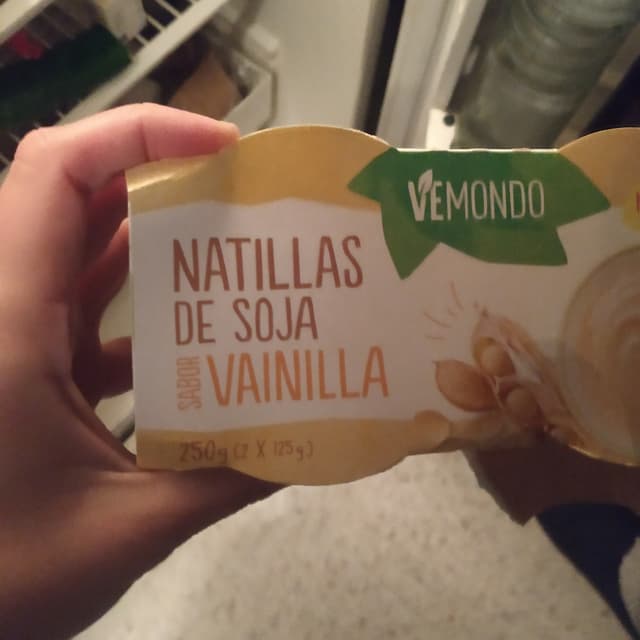 VEMONDO
NATILLAS
DE SOJA
SABOR VAINILLA
250g (2 X 125g)